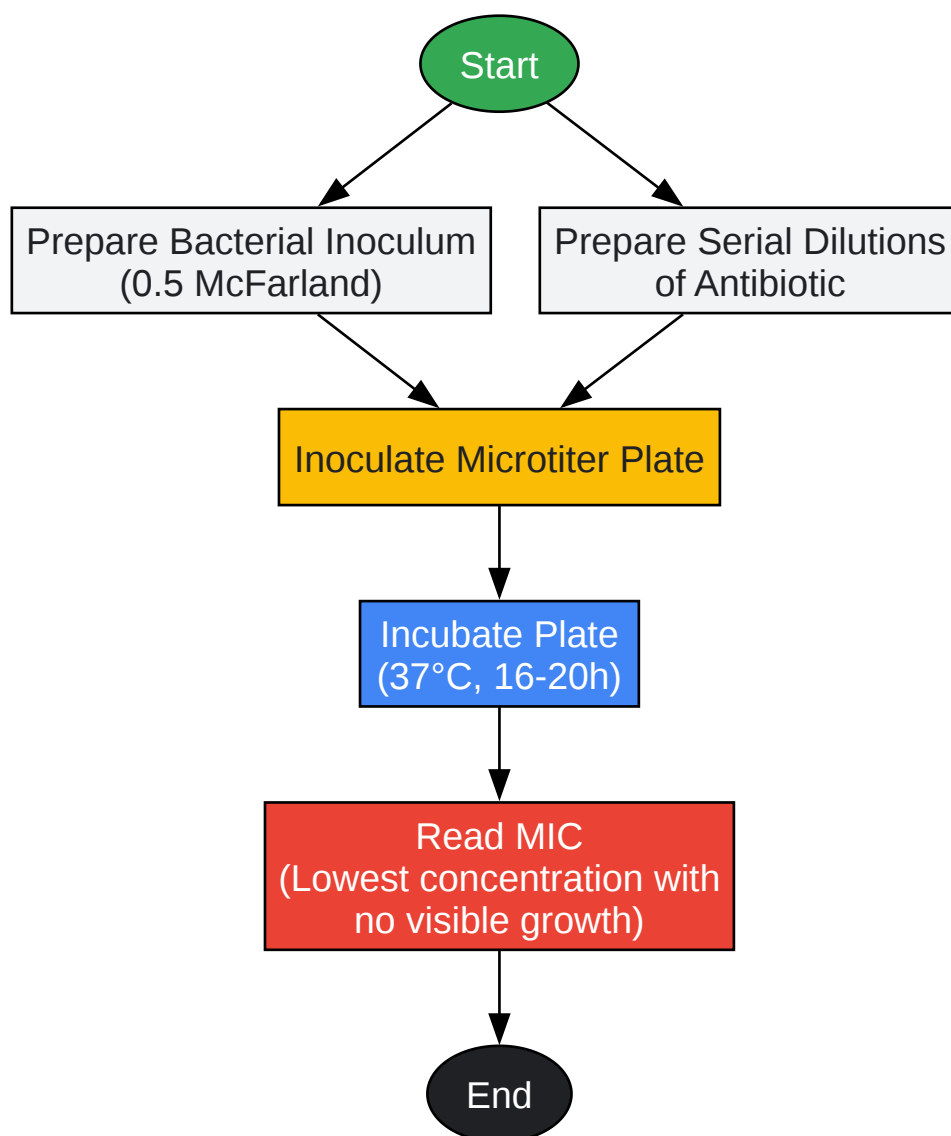 Start
Prepare Bacterial Inoculum
(0.5 McFarland)
Prepare Serial Dilutions
of Antibiotic
Inoculate Microtiter Plate
Incubate Plate
(37°C, 16-20h)
Read MIC
(Lowest concentration with
no visible growth)
End